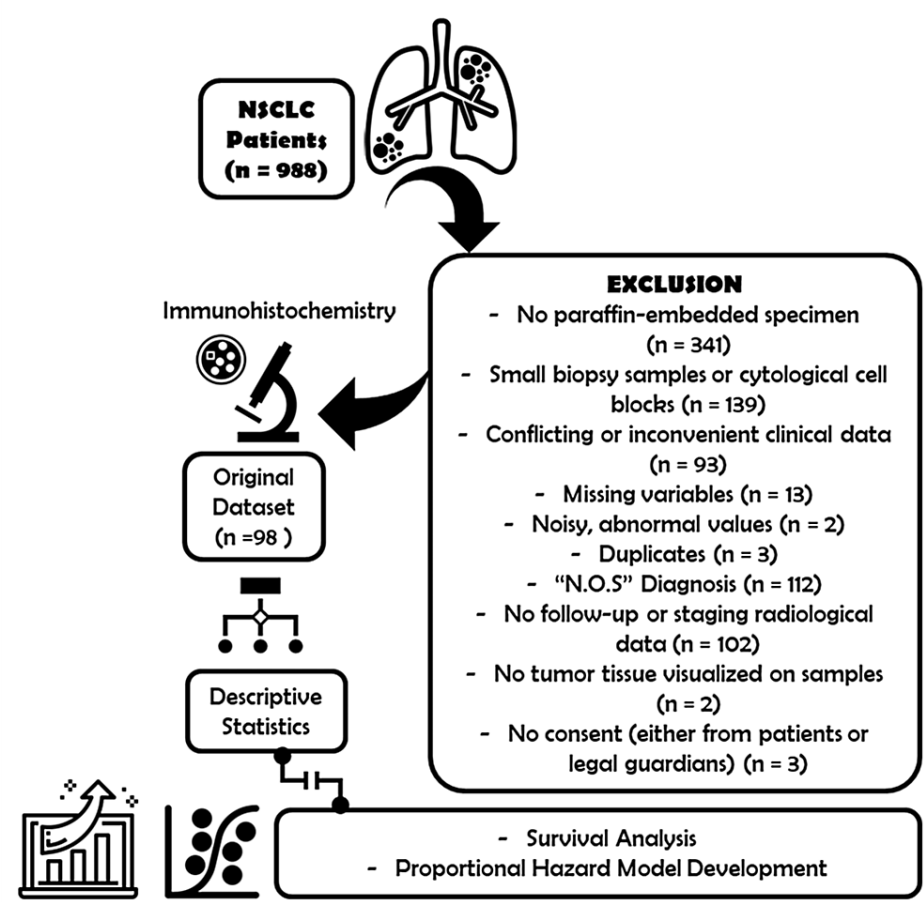 NSCLC
Patients
(n = 988)
EXCLUSION
- No paraffin-embedded specimen
(n = 341)
- Small biopsy samples or cytological cell
blocks (n = 139)
- Conflicting or inconvenient clinical data
(n = 93)
- Missing variables (n = 13)
- Noisy, abnormal values (n = 2)
- Duplicates (n = 3)
- “N.O.S” Diagnosis (n = 112)
- No follow-up or staging radiological
data (n = 102)
- No tumor tissue visualized on samples
(n = 2)
- No consent (either from patients or
legal guardians) (n = 3)
Immunohistochemistry
Original
Dataset
(n =98 )
Descriptive
Statistics
- Survival Analysis
- Proportional Hazard Model Development